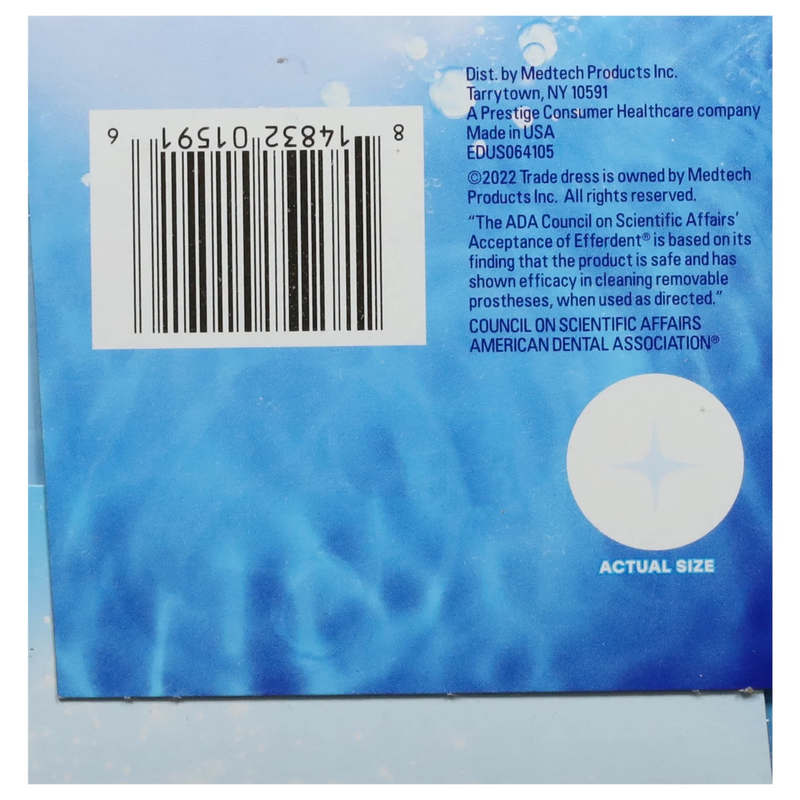 8 14832 01591 6
Dist. by Medtech Products Inc.
Tarrytown, NY 10591
A Prestige Consumer Healthcare company
Made in USA
EDUS064105
©2022 Trade dress is owned by Medtech
Products Inc. All rights reserved.
“The ADA Council on Scientific Affairs’
Acceptance of Efferdent® is based on its
finding that the product is safe and has
shown efficacy in cleaning removable
prostheses, when used as directed.”
COUNCIL ON SCIENTIFIC AFFAIRS
AMERICAN DENTAL ASSOCIATION®
ACTUAL SIZE